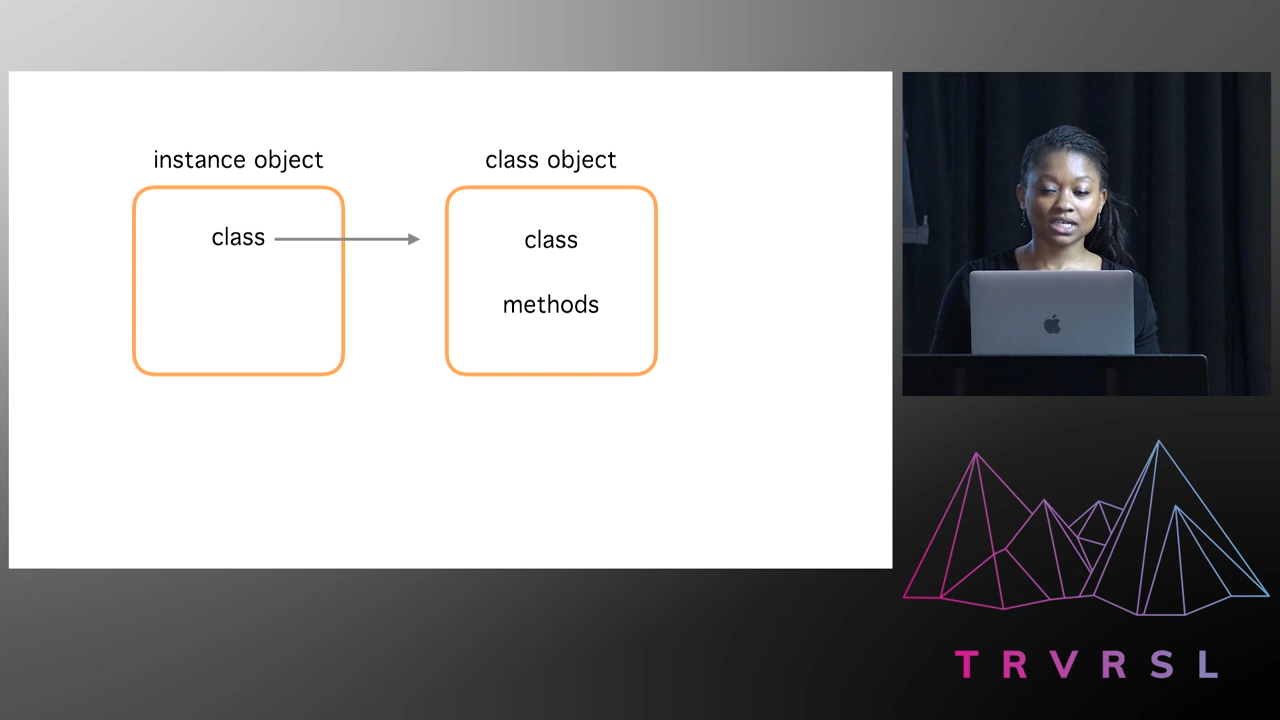 instance object
class
class object
class
methods
TRVRSL